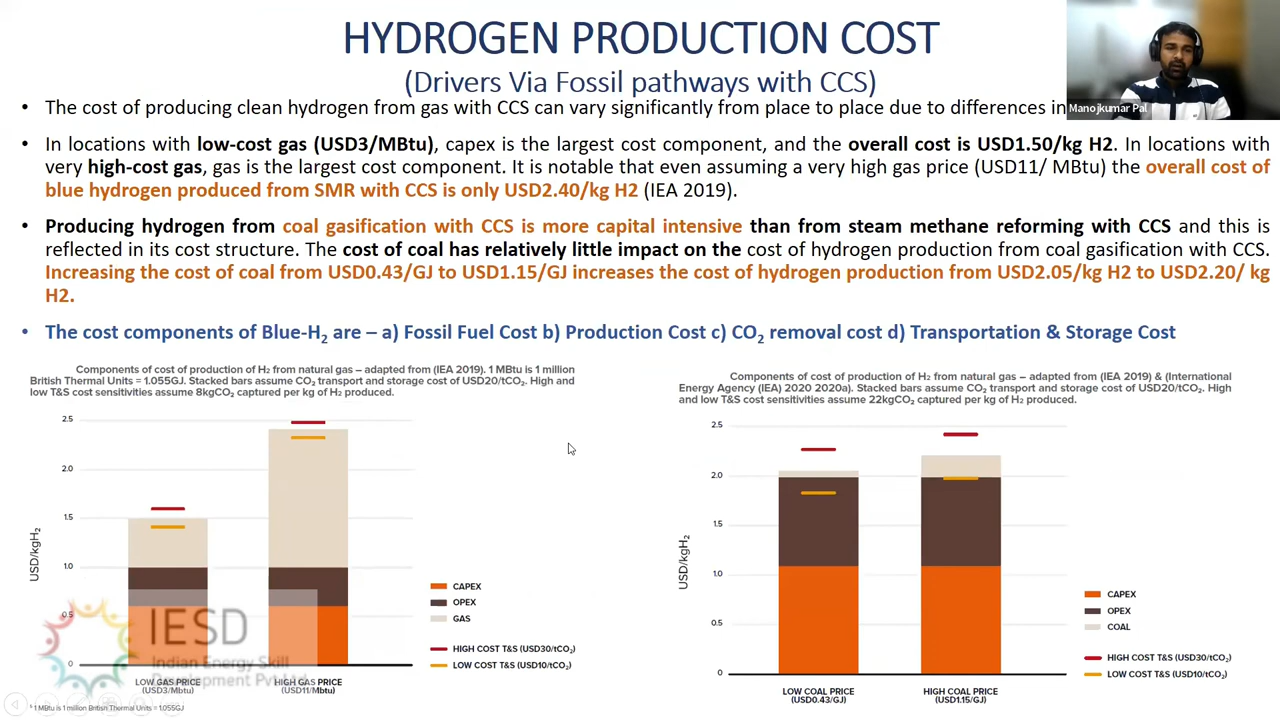 HYDROGEN PRODUCTION COST
(Drivers Via Fossil pathways with CCS)
Manojkumar Pal
• The cost of producing clean hydrogen from gas with CCS can vary significantly from place to place due to differences in
• In locations with low-cost gas (USD3/MBtu), capex is the largest cost component, and the overall cost is USD1.50/kg H2. In locations with
very high-cost gas, gas is the largest cost component. It is notable that even assuming a very high gas price (USD11/ MBtu) the overall cost of
blue hydrogen produced from SMR with CCS is only USD2.40/kg H2 (IEA 2019).
• Producing hydrogen from coal gasification with CCS is more capital intensive than from steam methane reforming with CCS and this is
reflected in its cost structure. The cost of coal has relatively little impact on the cost of hydrogen production from coal gasification with CCS.
Increasing the cost of coal from USD0.43/GJ to USD1.15/GJ increases the cost of hydrogen production from USD2.05/kg H2 to USD2.20/ kg
H2.
• The cost components of Blue-H₂ are – a) Fossil Fuel Cost b) Production Cost c) CO₂ removal cost d) Transportation & Storage Cost
Components of cost of production of H₂ from natural gas – adapted from (IEA 2019). 1 MBtu is 1 million
British Thermal Units = 1.055GJ. Stacked bars assume CO₂ transport and storage cost of USD20/tCO₂. High and
low T&S cost sensitivities assume 8kgCO₂ captured per kg of H₂ produced.
2.5
2.0
1.5
1.0
0.5
0
USD/kgH₂
LOW GAS PRICE
(USD3/Mbtu)
HIGH GAS PRICE
(USD11/Mbtu)
CAPEX
OPEX
GAS
HIGH COST T&S (USD30/tCO₂)
LOW COST T&S (USD10/tCO₂)
IESD
Indian Energy Skill
Development Pvt Ltd
⁵ 1 MBtu is 1 million British Thermal Units = 1.055GJ
Components of cost of production of H₂ from natural gas – adapted from (IEA 2019) & (International
Energy Agency (IEA) 2020 2020a). Stacked bars assume CO₂ transport and storage cost of USD20/tCO₂. High
and low T&S cost sensitivities assume 22kgCO₂ captured per kg of H₂ produced.
2.5
2.0
1.5
1.0
0.5
0
USD/kgH₂
LOW COAL PRICE
(USD0.43/GJ)
HIGH COAL PRICE
(USD1.15/GJ)
CAPEX
OPEX
COAL
HIGH COST T&S (USD30/tCO₂)
LOW COST T&S (USD10/tCO₂)